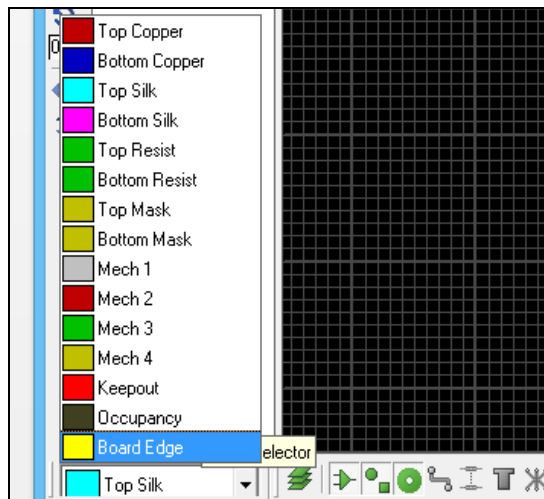 Top Copper
Bottom Copper
Top Silk
Bottom Silk
Top Resist
Bottom Resist
Top Mask
Bottom Mask
Mech 1
Mech 2
Mech 3
Mech 4
Keepout
Occupancy
Board Edge
elector
Top Silk